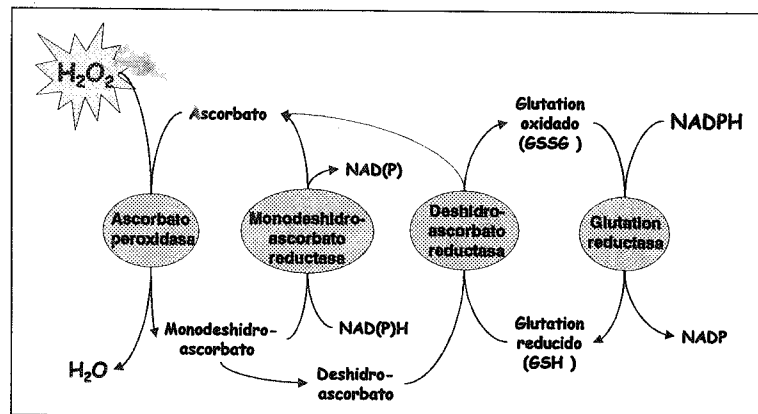 H₂O₂
Ascorbato
Glutation
oxidado
(GSSG )
NADPH
NAD(P)
Ascorbato
peroxidasa
Monodeshidro-
ascorbato
reductasa
Deshidro-
ascorbato
reductasa
Glutation
reductasa
Monodeshidro-
ascorbato
NAD(P)H
Glutation
reducido
(GSH )
NADP
H₂O
Deshidro-
ascorbato